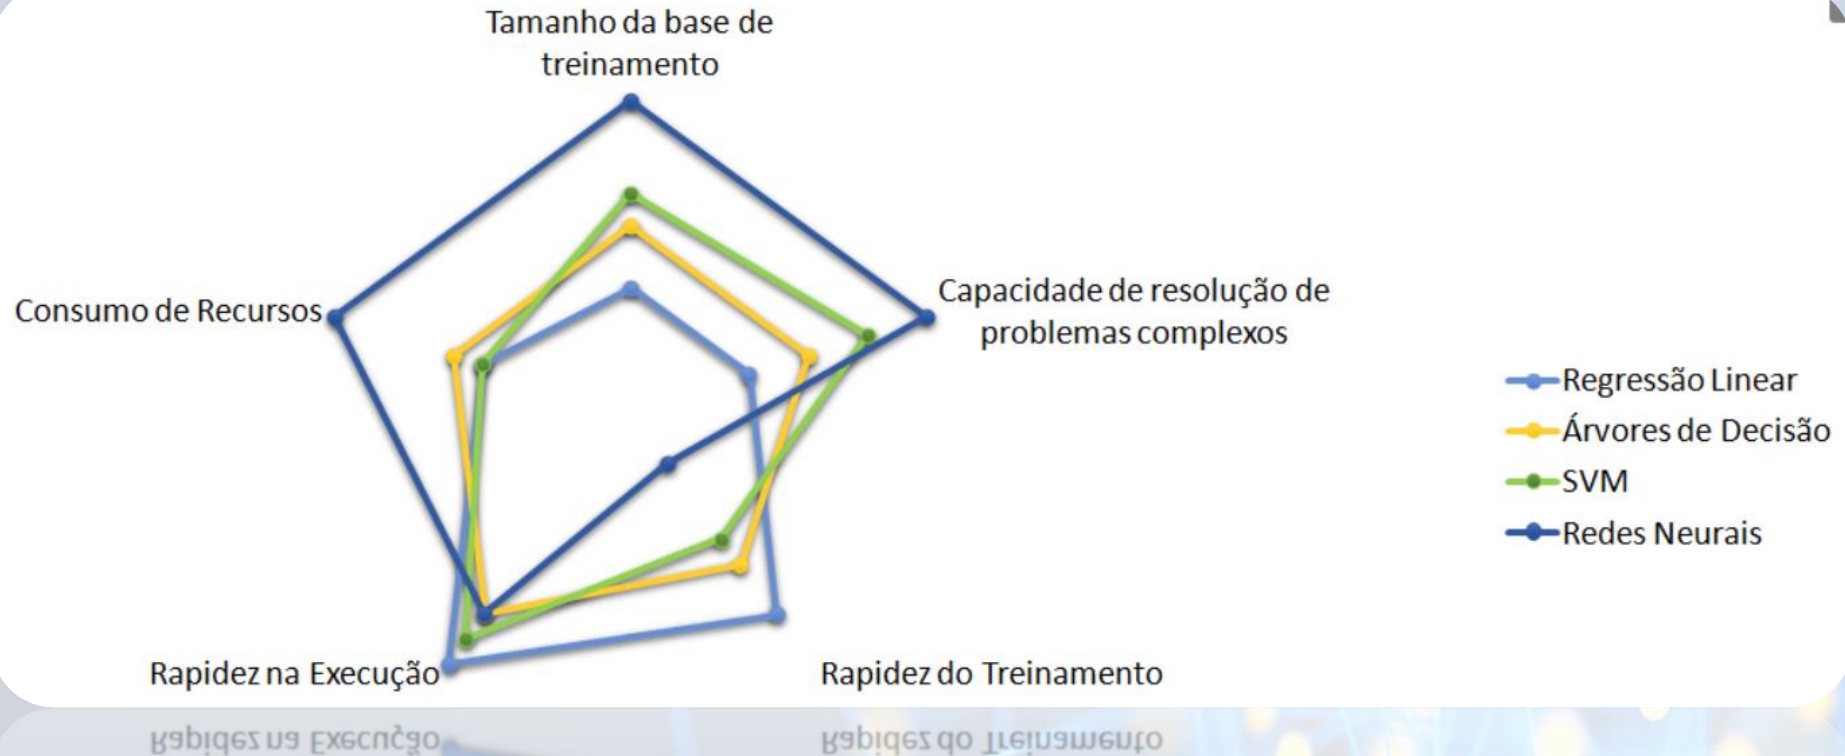 Tamanho da base de
treinamento
Capacidade de resolução de
problemas complexos
Consumo de Recursos
Regressão Linear
Árvores de Decisão
SVM
Redes Neurais
Rapidez na Execução
Rapidez do Treinamento